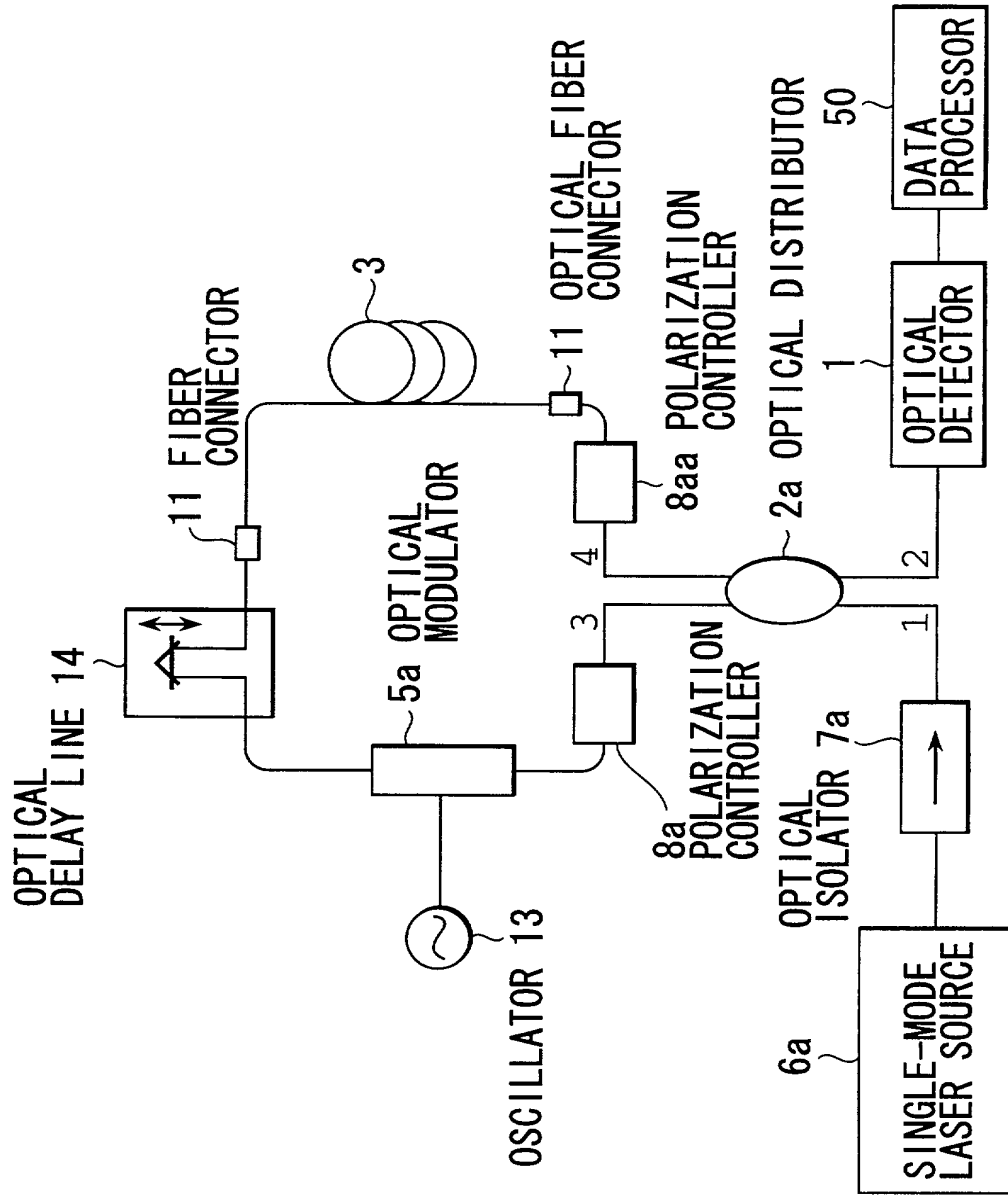 OPTICAL
DELAY LINE 14
11 FIBER
CONNECTOR
3
11 OPTICAL FIBER
CONNECTOR
OSCILLATOR 13
5a OPTICAL
MODULATOR
8a
POLARIZATION
CONTROLLER
8aa POLARIZATION
CONTROLLER
3
4
2a OPTICAL DISTRIBUTOR
1
2
6a
SINGLE-MODE
LASER SOURCE
OPTICAL
ISOLATOR 7a
1
OPTICAL
DETECTOR
50
DATA
PROCESSOR